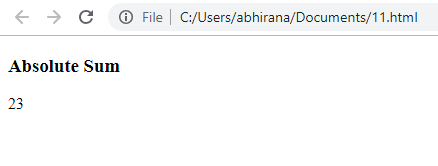 File | C:/Users/abhirana/Documents/11.html
Absolute Sum
23